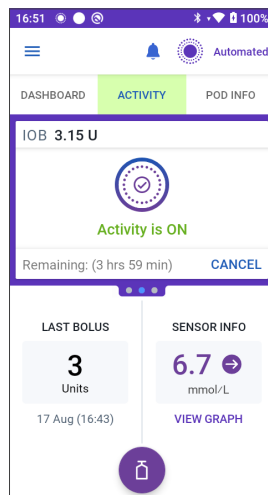 16:51 100%
Automated
DASHBOARD ACTIVITY POD INFO
IOB 3.15 U
Activity is ON
Remaining: (3 hrs 59 min) CANCEL
LAST BOLUS SENSOR INFO
3 6.7
Units mmol/L
17 Aug (16:43) VIEW GRAPH